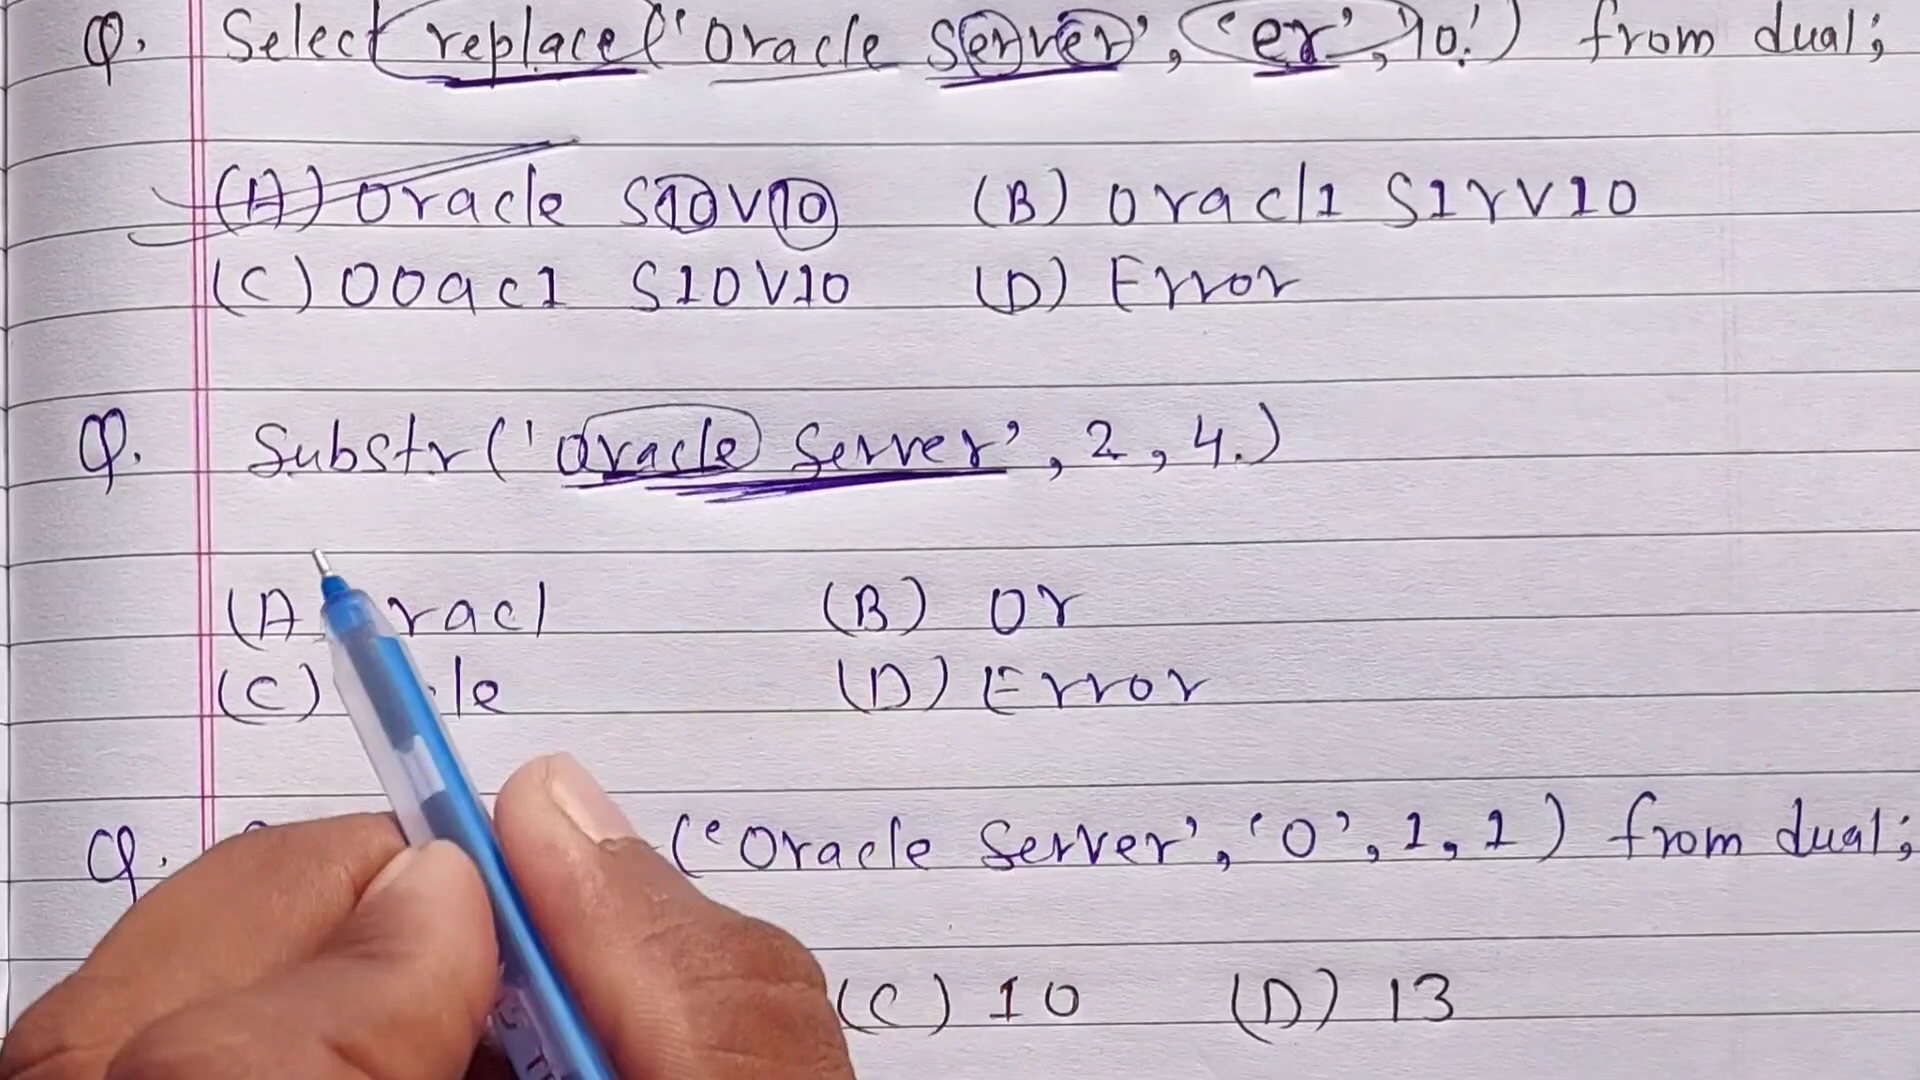 Q. Select replace('oracle server', 'er', '10') from dual;
(A) oracle S10V10 (B) oracl1 S1rV10
(C) OOacl S10V10 (D) Error
Q. Substr('oracle server', 2, 4)
(A) racl (B) or
(C) le (D) Error
Q. ('Oracle Server', 'O', 1, 1) from dual;
(C) 10 (D) 13